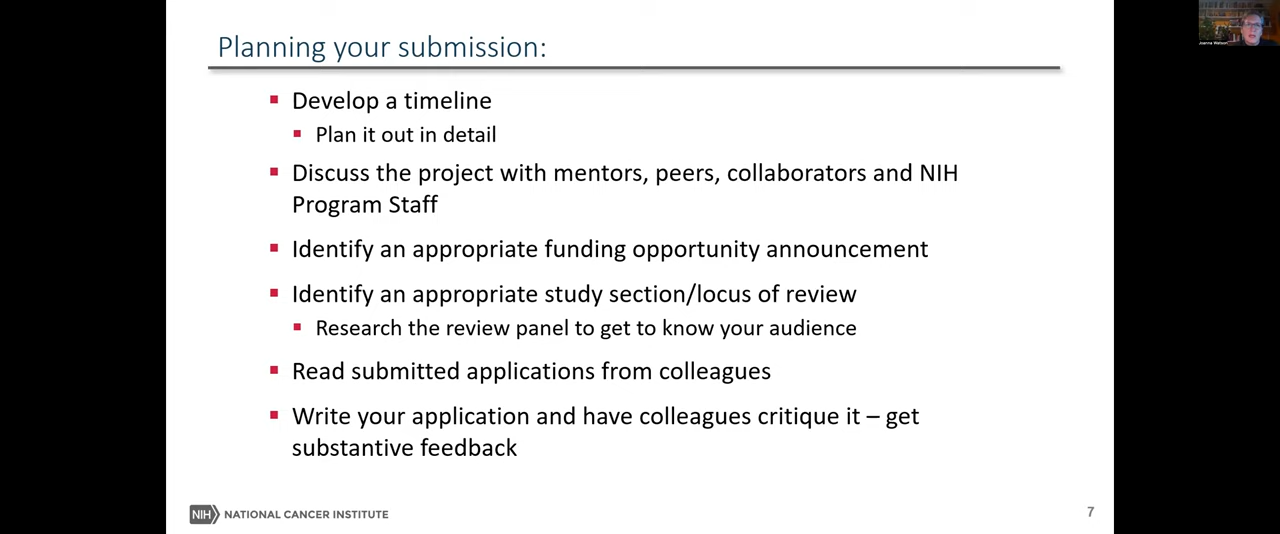 Planning your submission:
Joanna Watson
Develop a timeline
Plan it out in detail
Discuss the project with mentors, peers, collaborators and NIH
Program Staff
Identify an appropriate funding opportunity announcement
Identify an appropriate study section/locus of review
Research the review panel to get to know your audience
Read submitted applications from colleagues
Write your application and have colleagues critique it – get
substantive feedback
NIH NATIONAL CANCER INSTITUTE
7